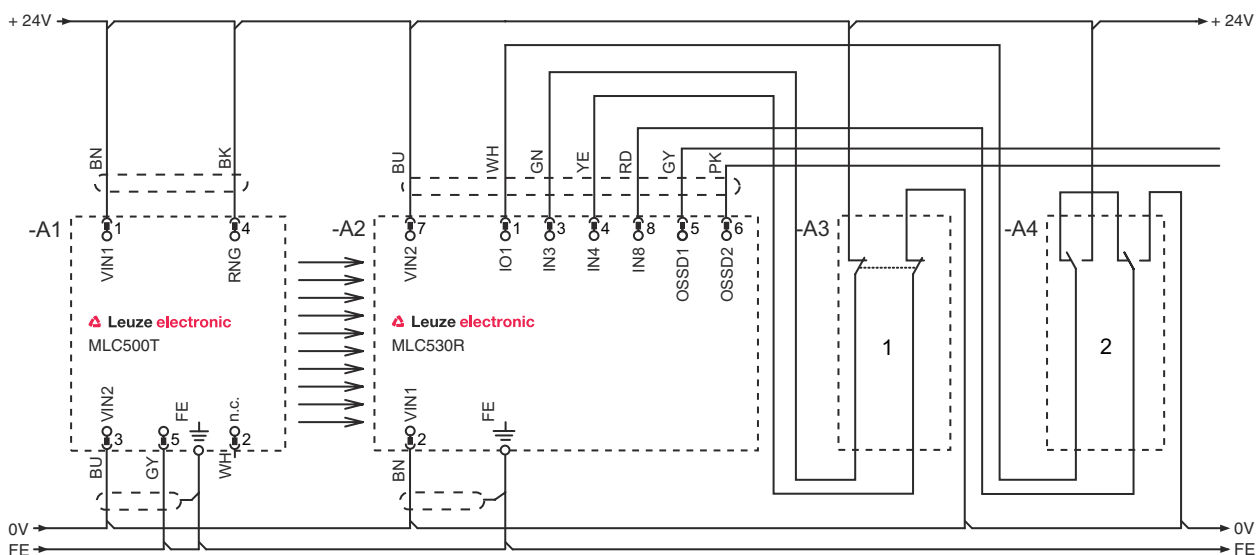 + 24V
+ 24V
BN
BK
BU
WH
GN
YE
RD
GY
PK
-A1
1
4
-A2
7
1
3
4
8
5
6
-A3
-A4
VIN1
RNG
VIN2
IO1
IN3
IN4
IN8
OSSD1
OSSD2
Leuze electronic
MLC500T
Leuze electronic
MLC530R
1
2
VIN2
FE
n.c.
VIN1
FE
3
5
2
2
BU
GY
WH
BN
0V
0V
FE
FE